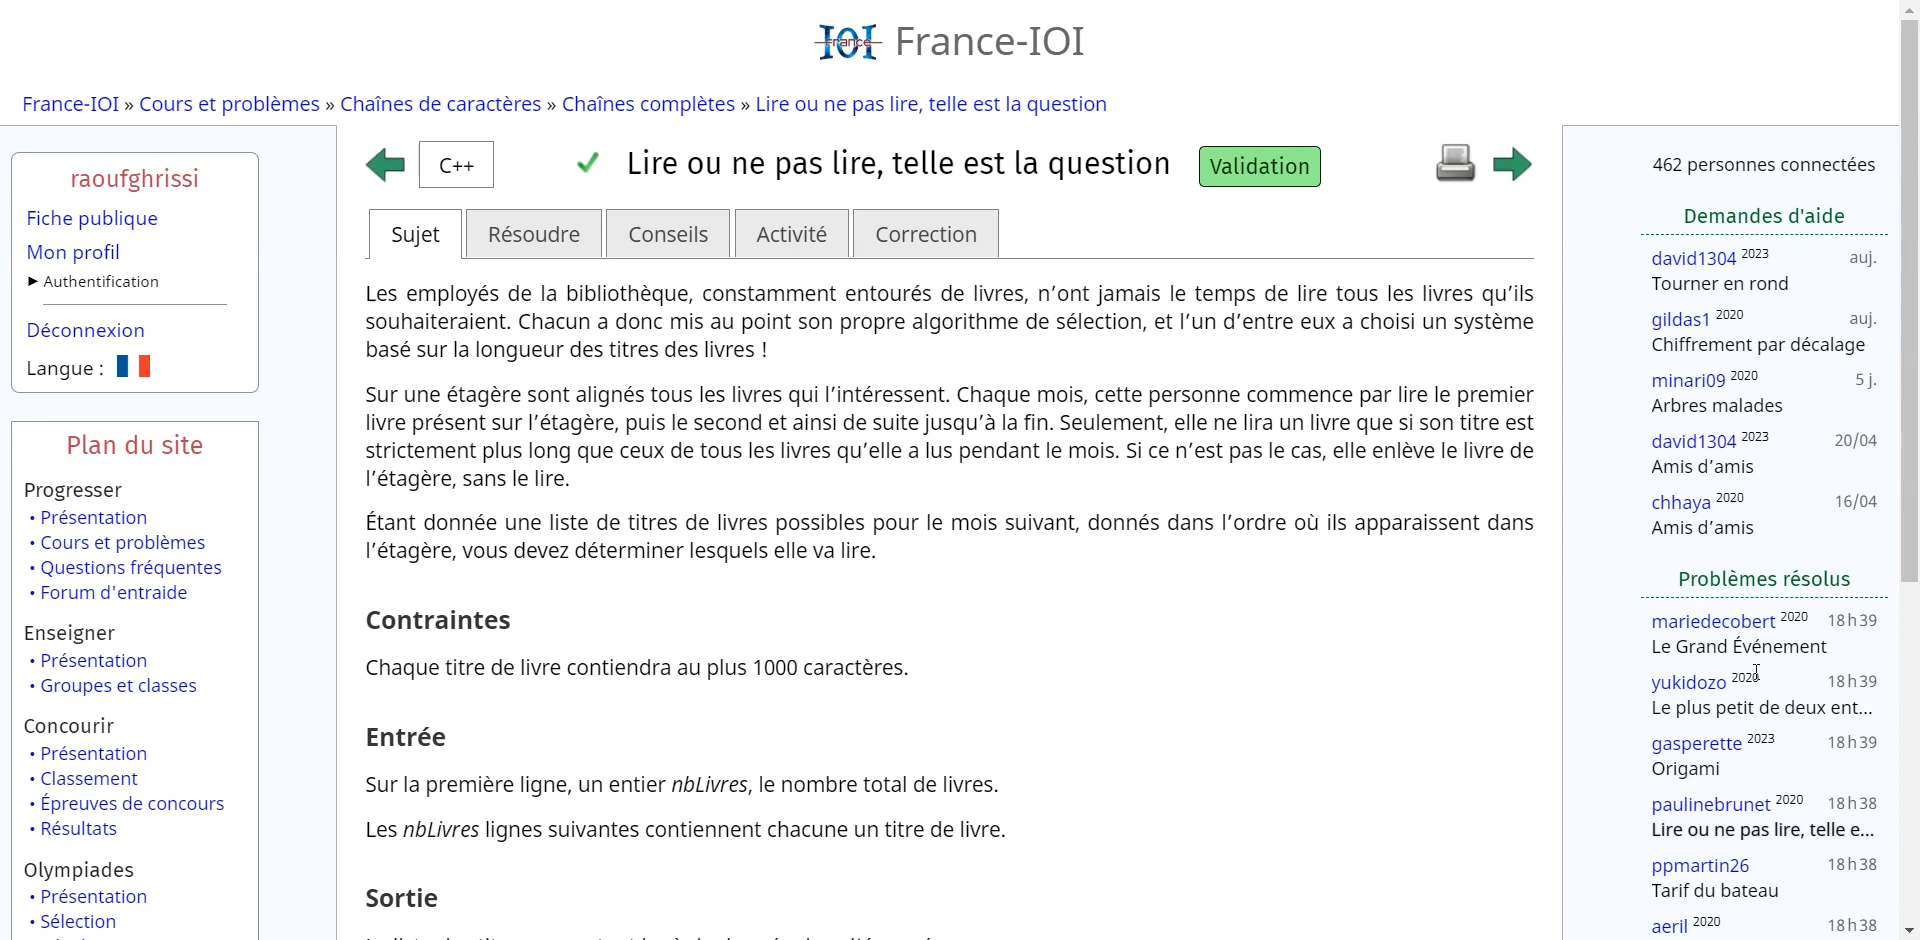 France
IOI
France-IOI
France-IOI » Cours et problèmes » Chaînes de caractères » Chaînes complètes » Lire ou ne pas lire, telle est la question
raoufghrissi
Fiche publique
Mon profil
► Authentification
Déconnexion
Langue :
Plan du site
Progresser
• Présentation
• Cours et problèmes
• Questions fréquentes
• Forum d'entraide
Enseigner
• Présentation
• Groupes et classes
Concourir
• Présentation
• Classement
• Épreuves de concours
• Résultats
Olympiades
• Présentation
• Sélection
C++
Lire ou ne pas lire, telle est la question
Validation
Sujet
Résoudre
Conseils
Activité
Correction
Les employés de la bibliothèque, constamment entourés de livres, n’ont jamais le temps de lire tous les livres qu’ils
souhaiteraient. Chacun a donc mis au point son propre algorithme de sélection, et l’un d’entre eux a choisi un système
basé sur la longueur des titres des livres !
Sur une étagère sont alignés tous les livres qui l’intéressent. Chaque mois, cette personne commence par lire le premier
livre présent sur l’étagère, puis le second et ainsi de suite jusqu’à la fin. Seulement, elle ne lira un livre que si son titre est
strictement plus long que ceux de tous les livres qu’elle a lus pendant le mois. Si ce n’est pas le cas, elle enlève le livre de
l’étagère, sans le lire.
Étant donnée une liste de titres de livres possibles pour le mois suivant, donnés dans l’ordre où ils apparaissent dans
l’étagère, vous devez déterminer lesquels elle va lire.
Contraintes
Chaque titre de livre contiendra au plus 1000 caractères.
Entrée
Sur la première ligne, un entier nbLivres, le nombre total de livres.
Les nbLivres lignes suivantes contiennent chacune un titre de livre.
Sortie
462 personnes connectées
Demandes d'aide
david1304 2023 auj.
Tourner en rond
gildas1 2020 auj.
Chiffrement par décalage
minari09 2020 5 j.
Arbres malades
david1304 2023 20/04
Amis d’amis
chhaya 2020 16/04
Amis d’amis
Problèmes résolus
mariedecobert 2020 18h39
Le Grand Événement
yukidozo 2020 18h39
Le plus petit de deux ent...
gasperette 2023 18h39
Origami
paulinebrunet 2020 18h38
Lire ou ne pas lire, telle e...
ppmartin26 18h38
Tarif du bateau
aeril 2020 18h38